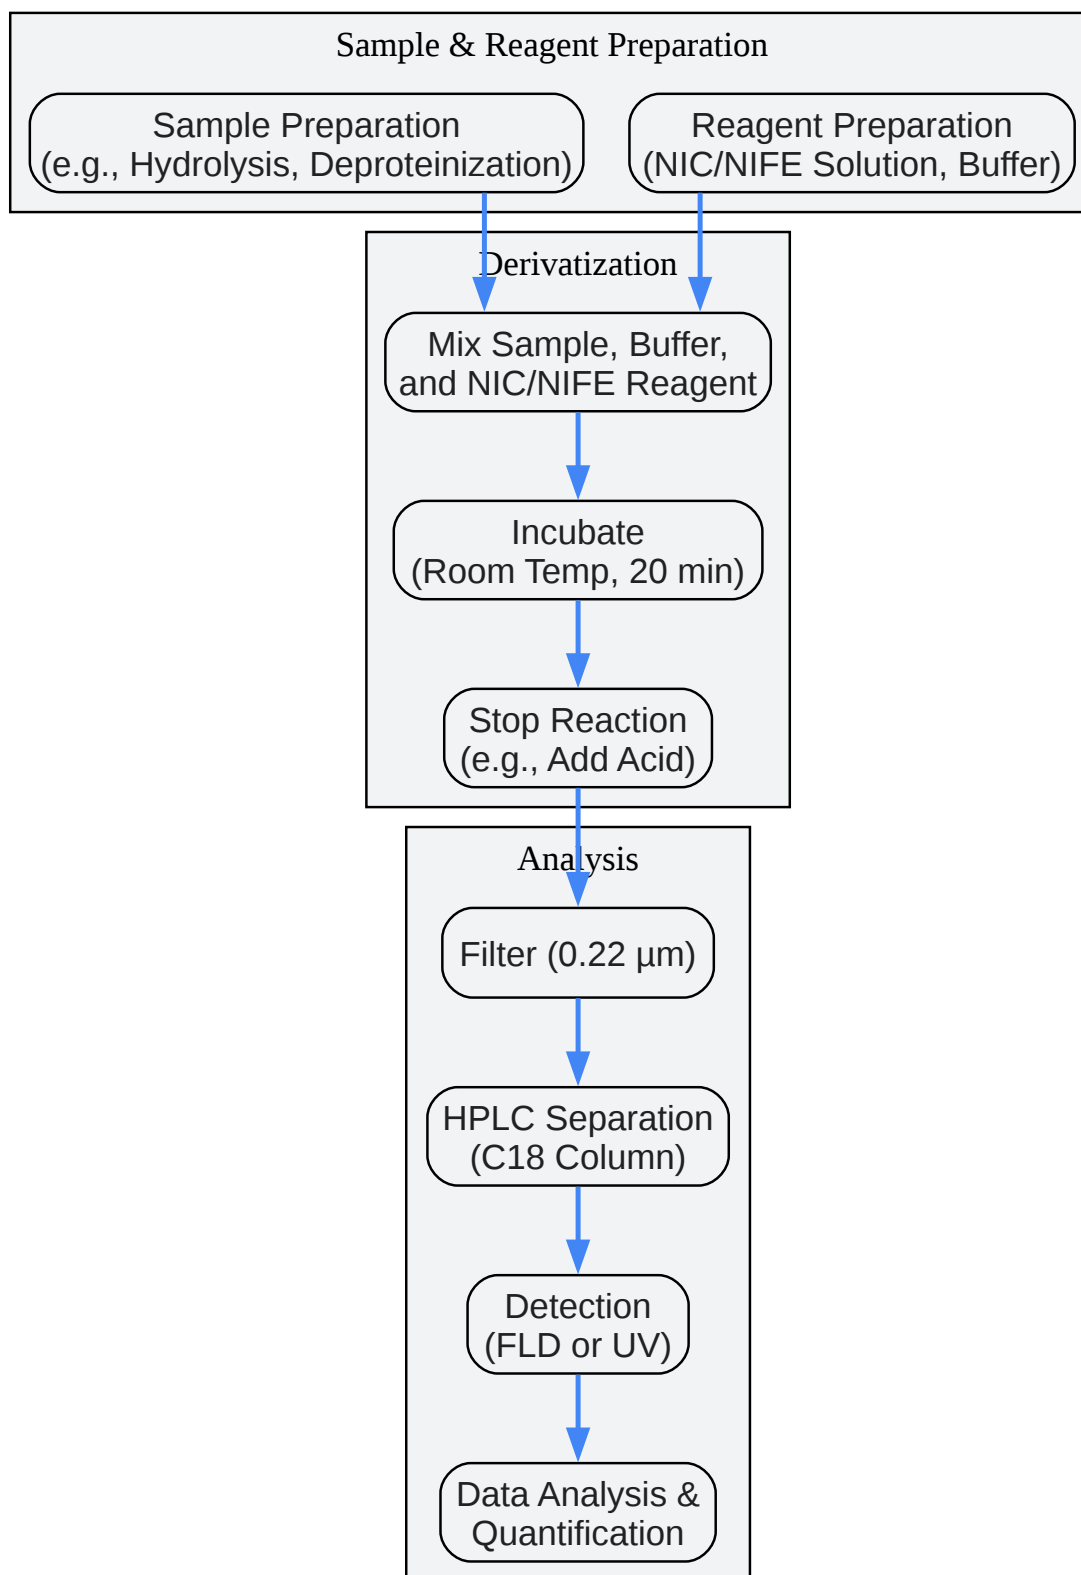 Sample & Reagent Preparation
Sample Preparation
(e.g., Hydrolysis, Deproteinization)
Reagent Preparation
(NIC/NIFE Solution, Buffer)
Derivatization
Mix Sample, Buffer,
and NIC/NIFE Reagent
Incubate
(Room Temp, 20 min)
Stop Reaction
(e.g., Add Acid)
Analysis
Filter (0.22 µm)
HPLC Separation
(C18 Column)
Detection
(FLD or UV)
Data Analysis &
Quantification